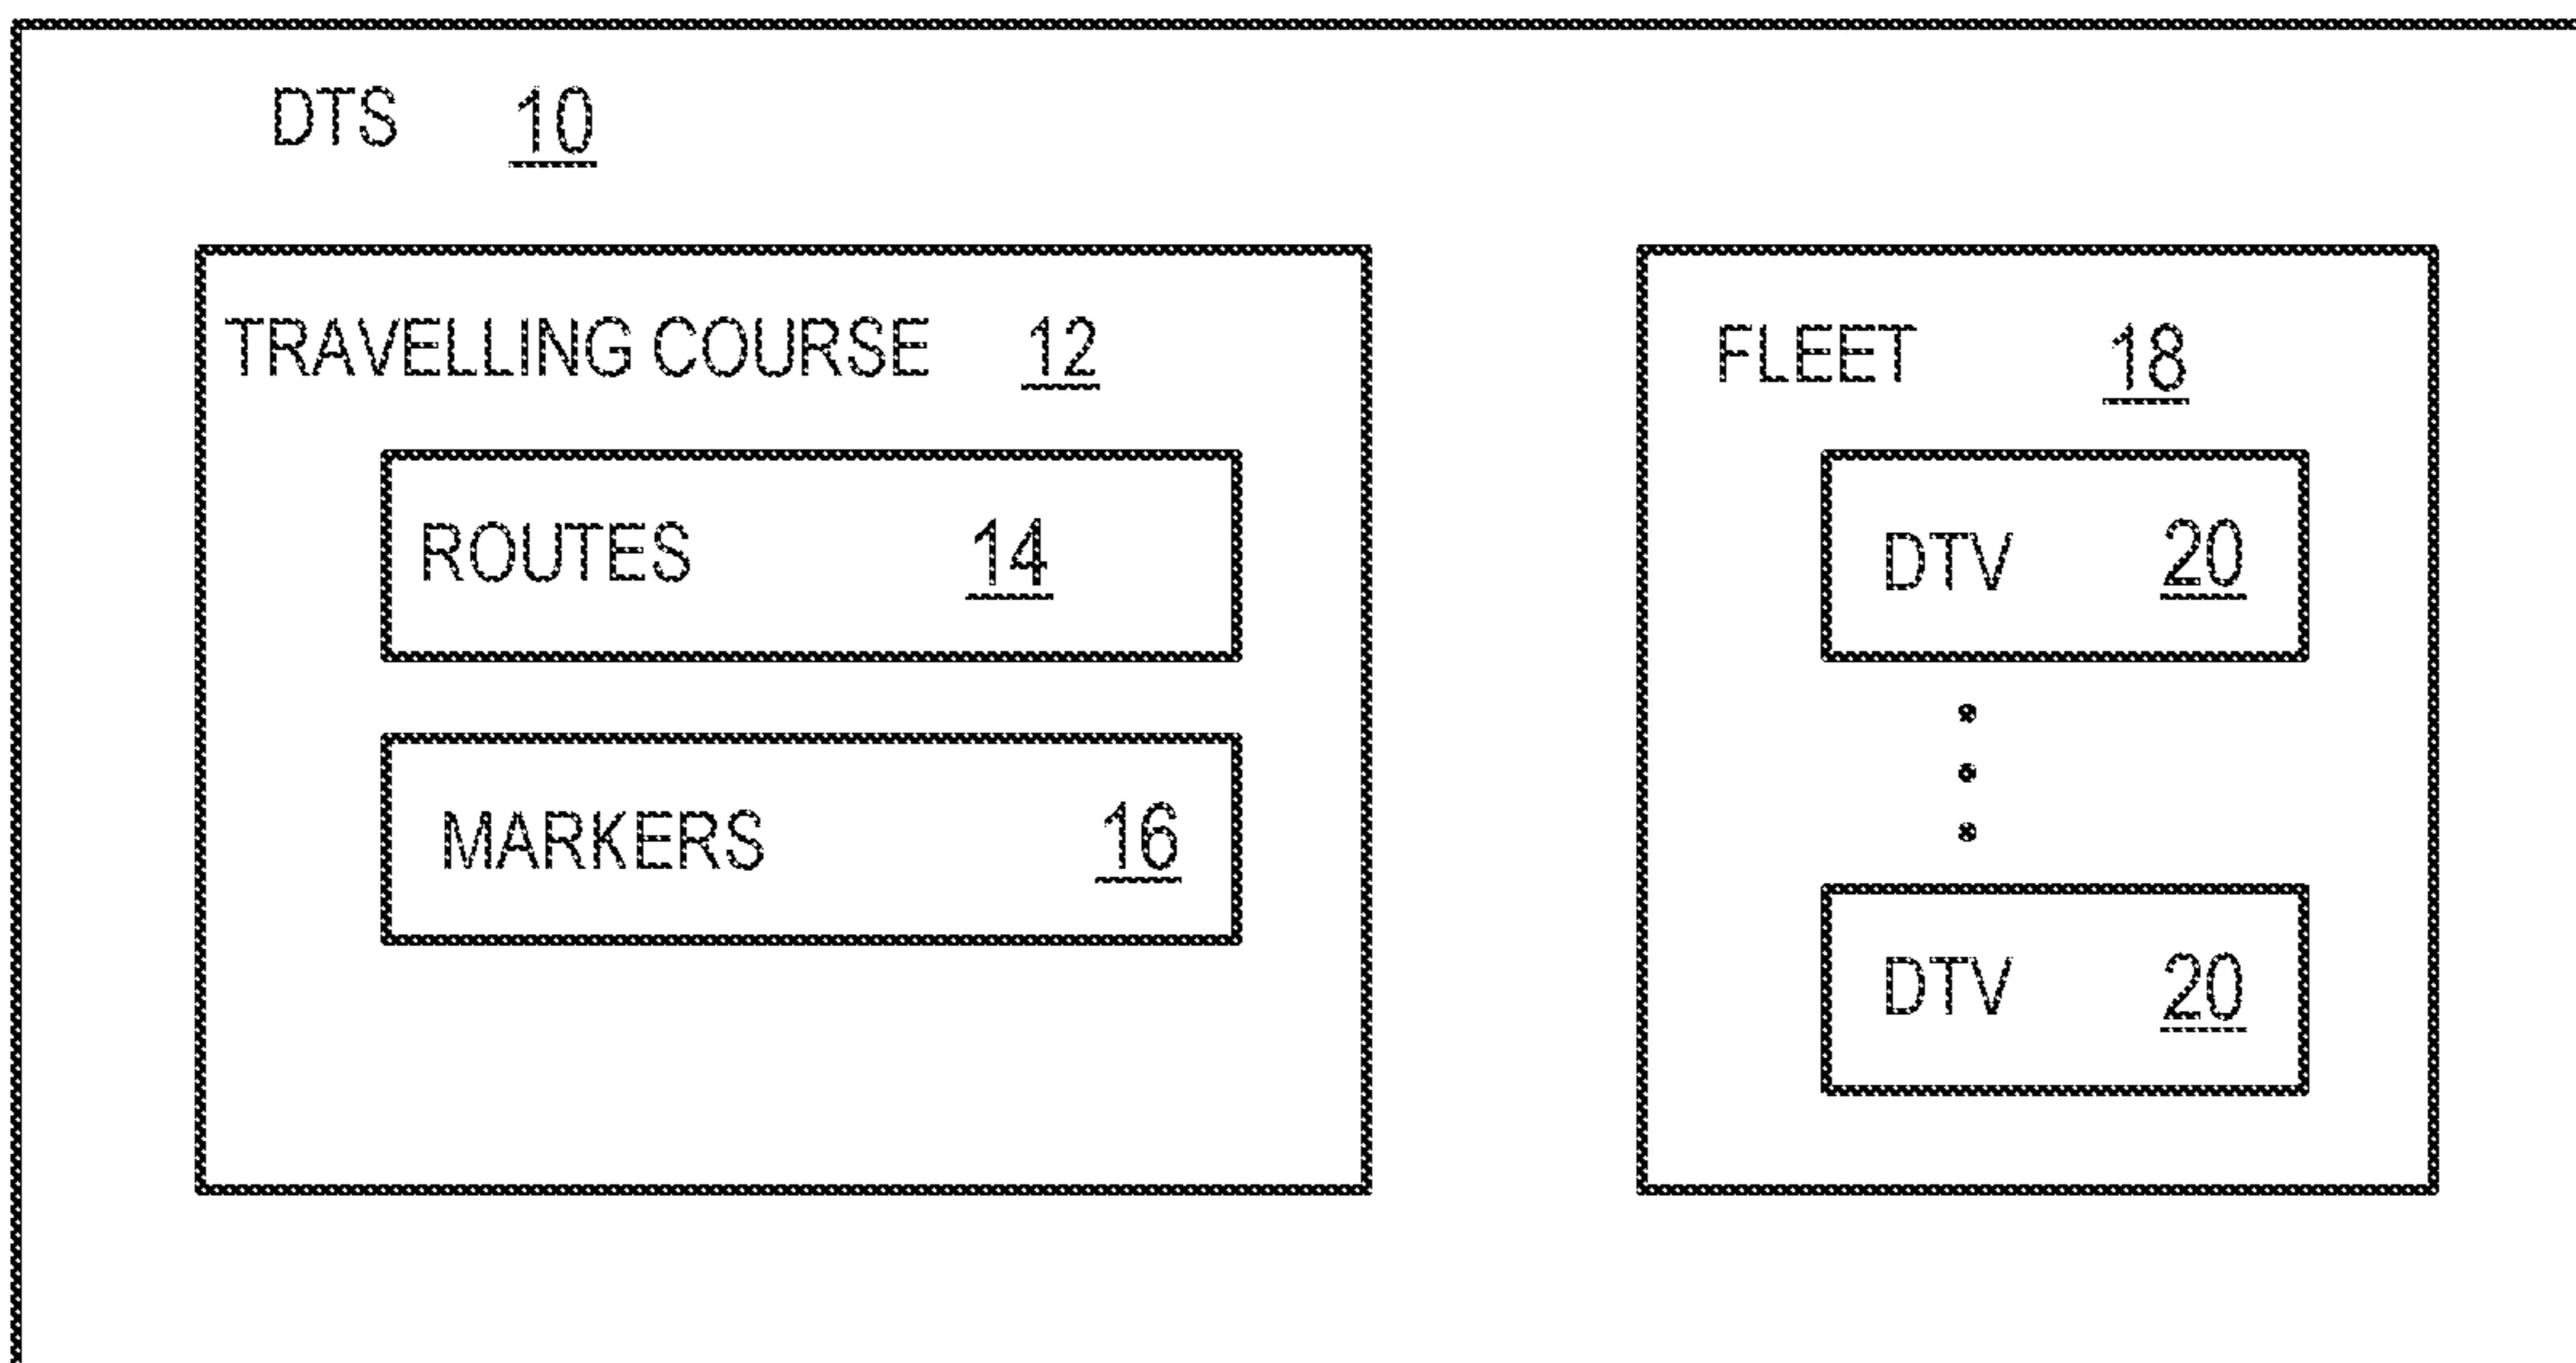 DTS 10
TRAVELLING COURSE 12
ROUTES 14
MARKERS 16
FLEET 18
DTV 20
DTV 20